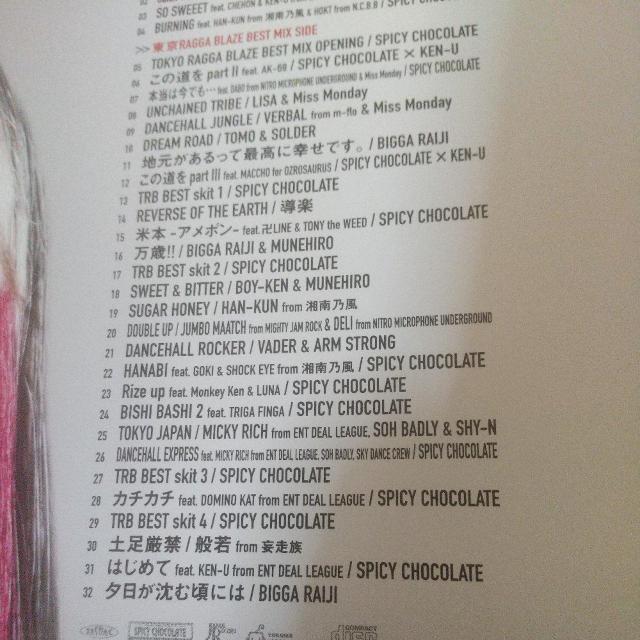 03 SO SWEEET feat. CHEHON &
04 BURNING feat. HAN-KUN from 湘南乃風 & HOKT from N.C.B.B /
>>> 東京RAGGA BLAZE BEST MIX SIDE
05 TOKYO RAGGA BLAZE BEST MIX OPENING / SPICY CHOCOLATE
06 この道を part II feat. AK-69 / SPICY CHOCOLATE × KEN-U
07 本当は今でも… feat. DABO from NITRO MICROPHONE UNDERGROUND & Miss Monday / SPICY CHOCOLATE
08 UNCHAINED TRIBE / LISA & Miss Monday
09 DANCEHALL JUNGLE / VERBAL from m-flo & Miss Monday
10 DREAM ROAD / TOMO & SOLDER
11 地元があるって最高に幸せです。/ BIGGA RAIJI
12 この道を part III feat. MACCHO for OZROSAURUS / SPICY CHOCOLATE × KEN-U
13 TRB BEST skit 1 / SPICY CHOCOLATE
14 REVERSE OF THE EARTH / 導楽
15 米本 -アメポン- feat. 卍LINE & TONY the WEED / SPICY CHOCOLATE
16 万歳!! / BIGGA RAIJI & MUNEHIRO
17 TRB BEST skit 2 / SPICY CHOCOLATE
18 SWEET & BITTER / BOY-KEN & MUNEHIRO
19 SUGAR HONEY / HAN-KUN from 湘南乃風
20 DOUBLE UP / JUMBO MAATCH from MIGHTY JAM ROCK & DELI from NITRO MICROPHONE UNDERGROUND
21 DANCEHALL ROCKER / VADER & ARM STRONG
22 HANABI feat. GOKI & SHOCK EYE from 湘南乃風 / SPICY CHOCOLATE
23 Rize up feat. Monkey Ken & LUNA / SPICY CHOCOLATE
24 BISHI BASHI 2 feat. TRIGA FINGA / SPICY CHOCOLATE
25 TOKYO JAPAN / MICKY RICH from ENT DEAL LEAGUE, SOH BADLY & SHY-N
26 DANCEHALL EXPRESS feat. MICKY RICH from ENT DEAL LEAGUE, SOH BADLY, SKY DANCE CREW / SPICY CHOCOLATE
27 TRB BEST skit 3 / SPICY CHOCOLATE
28 カチカチ feat. DOMINO KAT from ENT DEAL LEAGUE / SPICY CHOCOLATE
29 TRB BEST skit 4 / SPICY CHOCOLATE
30 土足厳禁 / 般若 from 妄走族
31 はじめて feat. KEN-U from ENT DEAL LEAGUE / SPICY CHOCOLATE
32 夕日が沈む頃には / BIGGA RAIJI
SPICY CHOCOLATE COMPACT disc